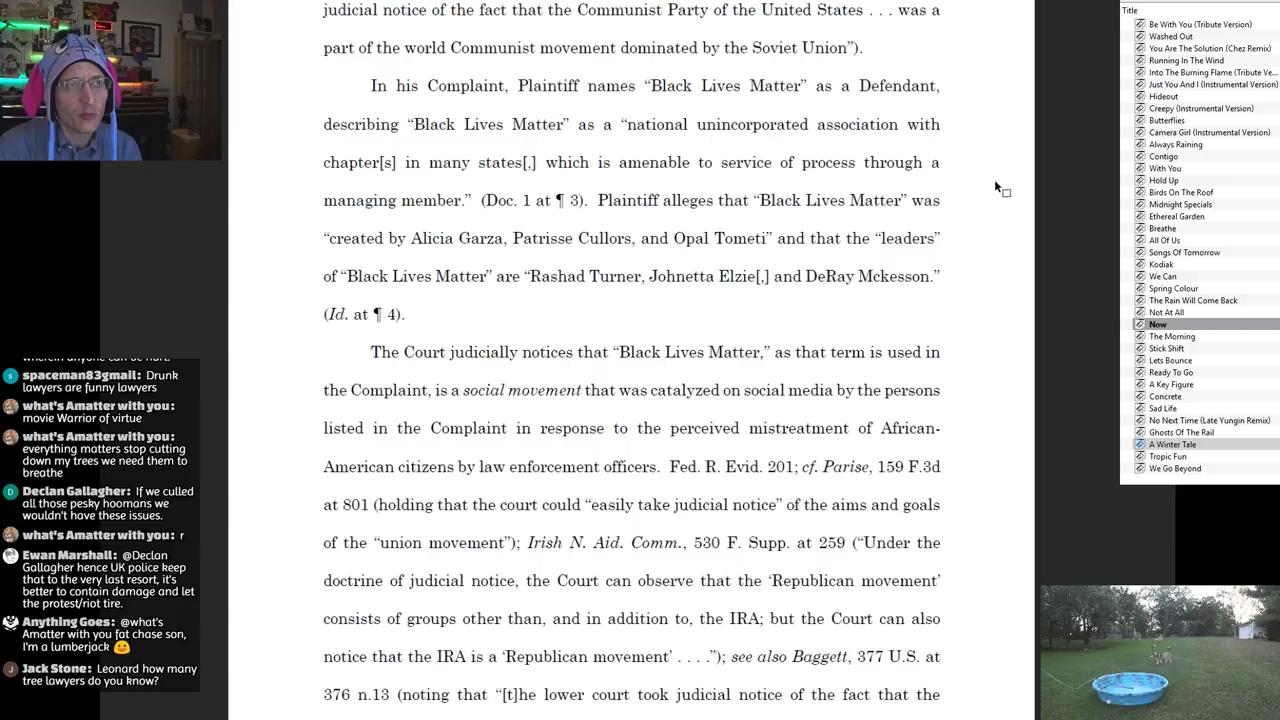 judicial notice of the fact that the Communist Party of the United States . . . was a
part of the world Communist movement dominated by the Soviet Union”).
In his Complaint, Plaintiff names “Black Lives Matter” as a Defendant,
describing “Black Lives Matter” as a “national unincorporated association with
chapter[s] in many states[,] which is amenable to service of process through a
managing member.” (Doc. 1 at ¶ 3). Plaintiff alleges that “Black Lives Matter” was
“created by Alicia Garza, Patrisse Cullors, and Opal Tometi” and that the “leaders”
of “Black Lives Matter” are “Rashad Turner, Johnetta Elzie[,] and DeRay Mckesson.”
(Id. at ¶ 4).
The Court judicially notices that “Black Lives Matter,” as that term is used in
the Complaint, is a social movement that was catalyzed on social media by the persons
listed in the Complaint in response to the perceived mistreatment of African-
American citizens by law enforcement officers. Fed. R. Evid. 201; cf. Parise, 159 F.3d
at 801 (holding that the court could “easily take judicial notice” of the aims and goals
of the “union movement”); Irish N. Aid. Comm., 530 F. Supp. at 259 (“Under the
doctrine of judicial notice, the Court can observe that the ‘Republican movement’
consists of groups other than, and in addition to, the IRA; but the Court can also
notice that the IRA is a ‘Republican movement’ . . . .”); see also Baggett, 377 U.S. at
376 n.13 (noting that “[t]he lower court took judicial notice of the fact that the
wherein anyone can be hurt.
spaceman83gmail: Drunk
lawyers are funny lawyers
what's Amatter with you:
movie Warrior of virtue
what's Amatter with you:
everything matters stop cutting
down my trees we need them to
breathe
Declan Gallagher: If we culled
all those pesky hoomans we
wouldn't have these issues.
what's Amatter with you: r
Ewan Marshall: @Declan
Gallagher hence UK police keep
that to the very last resort, it's
better to contain damage and let
the protest/riot tire.
Anything Goes: @what's
Amatter with you fat chase son,
I'm a lumberjack
Jack Stone: Leonard how many
tree lawyers do you know?
Title
Be With You (Tribute Version)
Washed Out
You Are The Solution (Chez Remix)
Running In The Wind
Into The Burning Flame (Tribute Ve...
Just You And I (Instrumental Version)
Hideout
Creepy (Instrumental Version)
Butterflies
Camera Girl (Instrumental Version)
Always Raining
Contigo
With You
Hold Up
Birds On The Roof
Midnight Specials
Ethereal Garden
Breathe
All Of Us
Songs Of Tomorrow
Kodiak
We Can
Spring Colour
The Rain Will Come Back
Not At All
Now
The Morning
Stick Shift
Lets Bounce
Ready To Go
A Key Figure
Concrete
Sad Life
No Next Time (Late Yungin Remix)
Ghosts Of The Rail
A Winter Tale
Tropic Fun
We Go Beyond